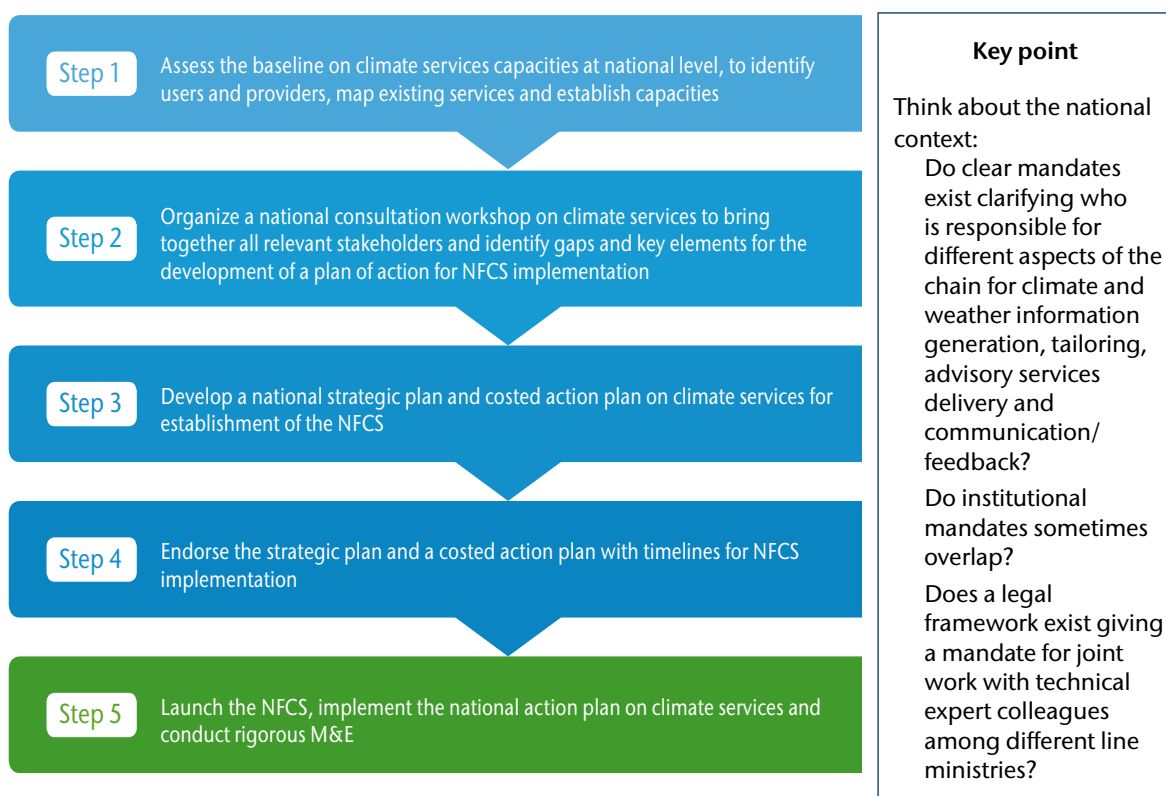 Step 1
Assess the baseline on climate services capacities at national level, to identify
users and providers, map existing services and establish capacities
Step 2
Organize a national consultation workshop on climate services to bring
together all relevant stakeholders and identify gaps and key elements for the
development of a plan of action for NFCS implementation
Step 3
Develop a national strategic plan and costed action plan on climate services for
establishment of the NFCS
Step 4
Endorse the strategic plan and a costed action plan with timelines for NFCS
implementation
Step 5
Launch the NFCS, implement the national action plan on climate services and
conduct rigorous M&E
Key point
Think about the national
context:
Do clear mandates
exist clarifying who
is responsible for
different aspects of the
chain for climate and
weather information
generation, tailoring,
advisory services
delivery and
communication/
feedback?
Do institutional
mandates sometimes
overlap?
Does a legal
framework exist giving
a mandate for joint
work with technical
expert colleagues
among different line
ministries?